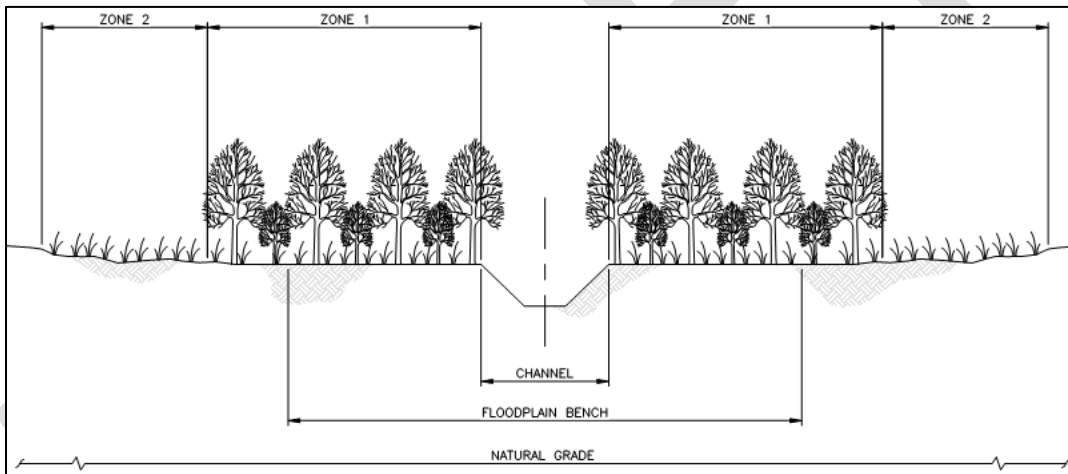 ZONE 2
ZONE 1
ZONE 1
ZONE 2
CHANNEL
FLOODPLAIN BENCH
NATURAL GRADE